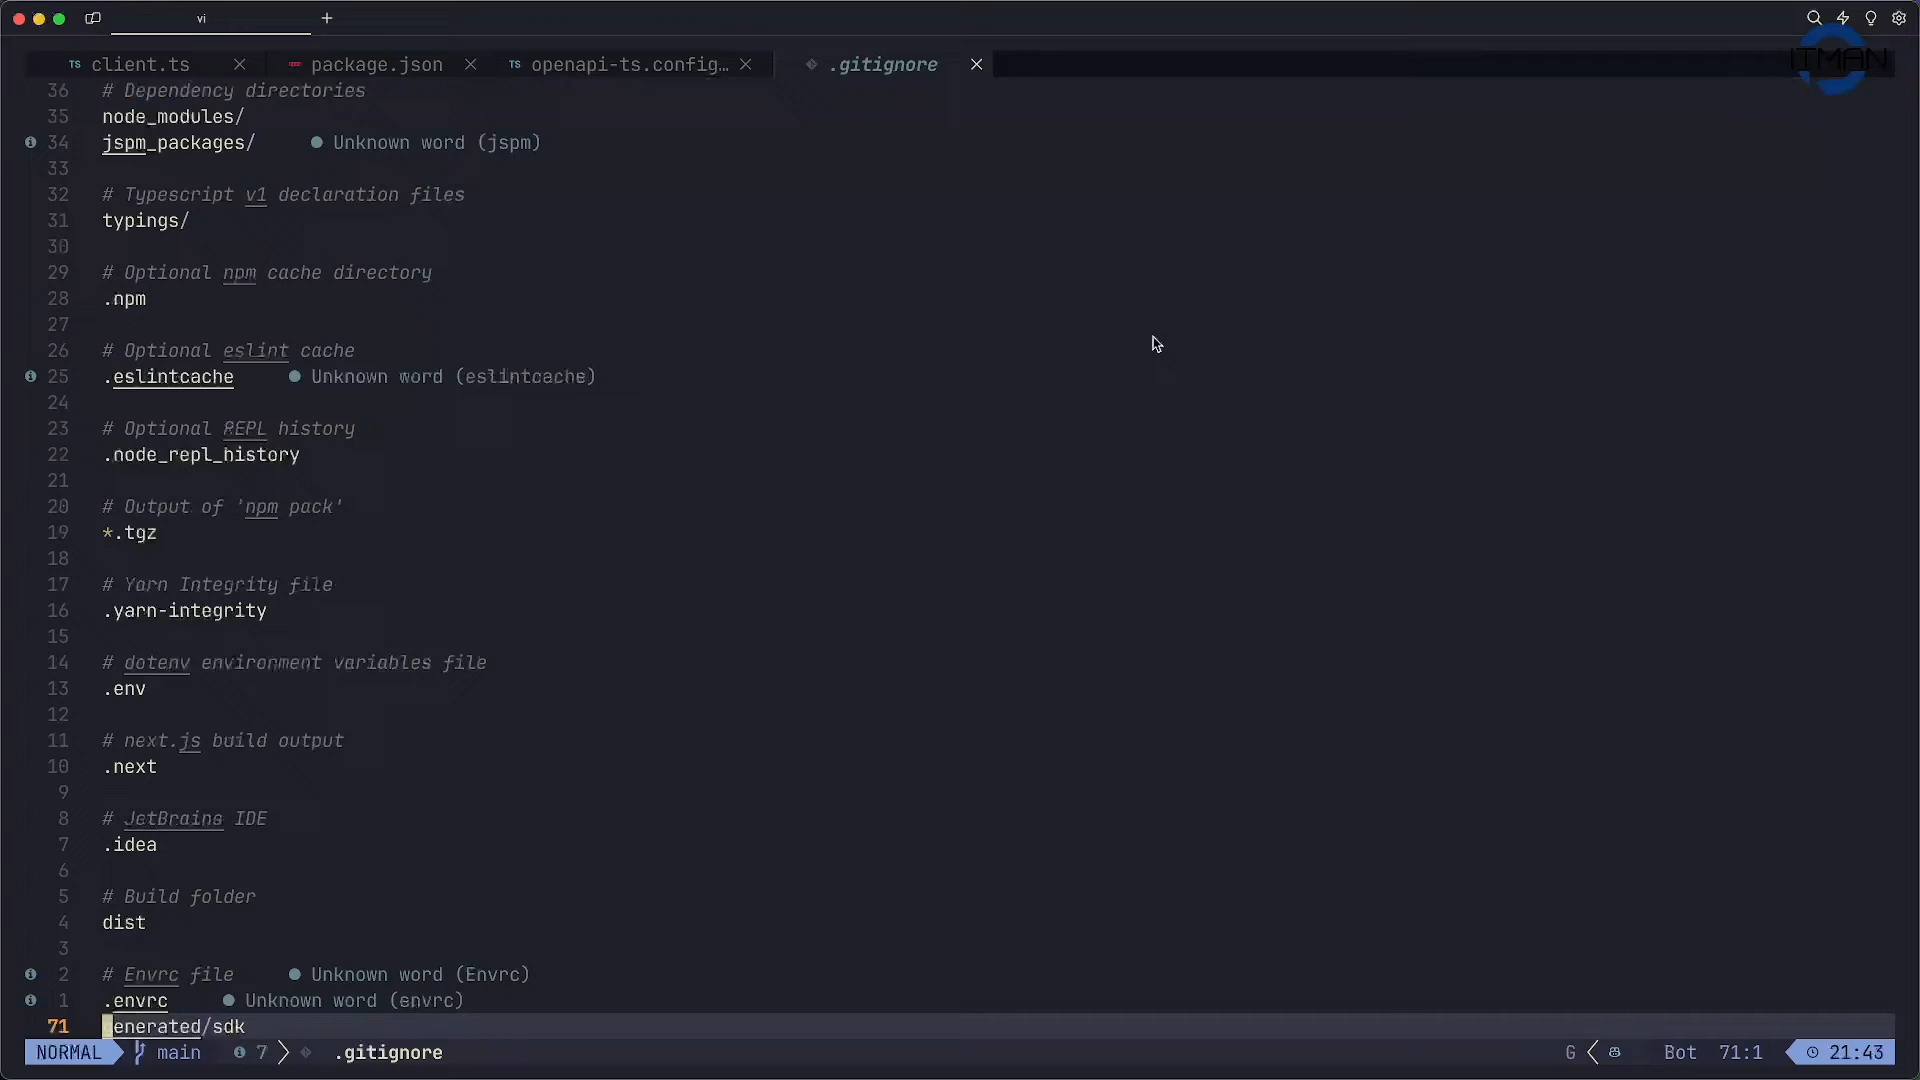 vi +
ITMAN
TS client.ts × package.json × TS openapi-ts.config… × .gitignore ×
36 # Dependency directories
35 node_modules/
34 jspm_packages/ ● Unknown word (jspm)
33
32 # Typescript v1 declaration files
31 typings/
30
29 # Optional npm cache directory
28 .npm
27
26 # Optional eslint cache
25 .eslintcache ● Unknown word (eslintcache)
24
23 # Optional REPL history
22 .node_repl_history
21
20 # Output of 'npm pack'
19 *.tgz
18
17 # Yarn Integrity file
16 .yarn-integrity
15
14 # dotenv environment variables file
13 .env
12
11 # next.js build output
10 .next
9
8 # JetBrains IDE
7 .idea
6
5 # Build folder
4 dist
3
2 # Envrc file ● Unknown word (Envrc)
1 .envrc ● Unknown word (envrc)
71 generated/sdk
NORMAL main 7 .gitignore G Bot 71:1 21:43